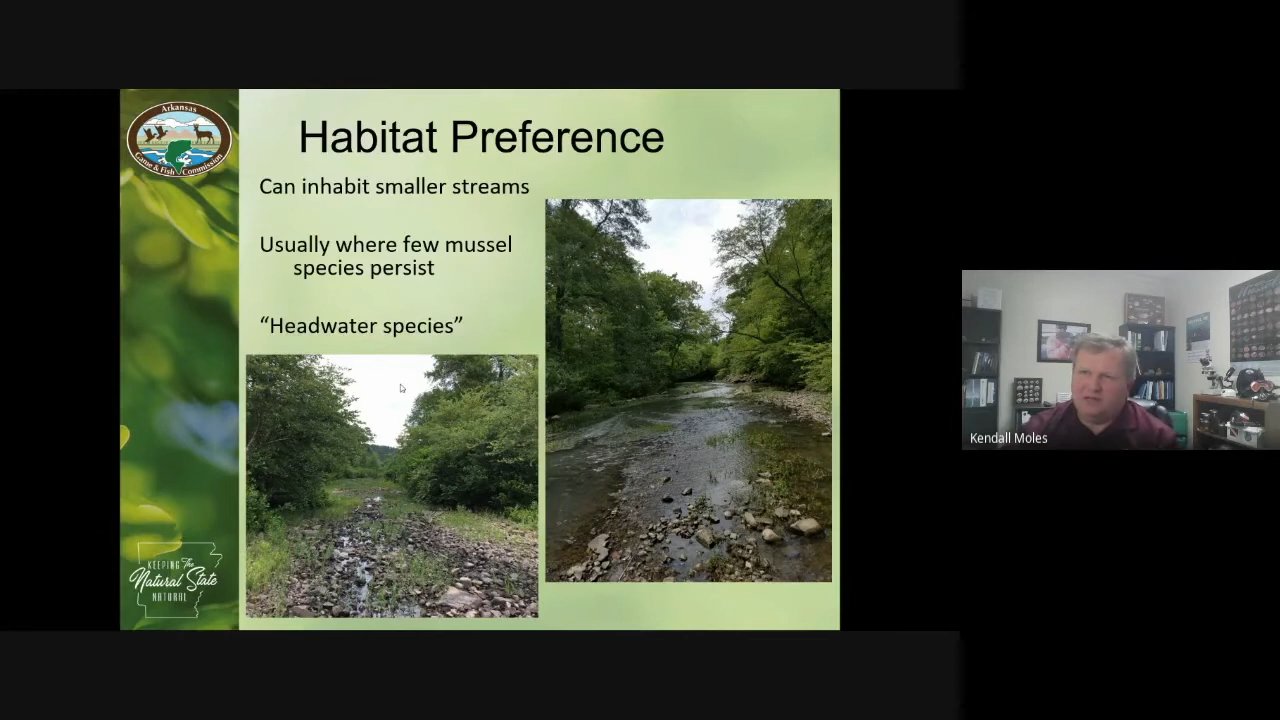 Arkansas
Game & Fish Commission
Habitat Preference
Can inhabit smaller streams
Usually where few mussel
species persist
“Headwater species”
KEEPING The
Natural State
NATURAL
Kendall Moles